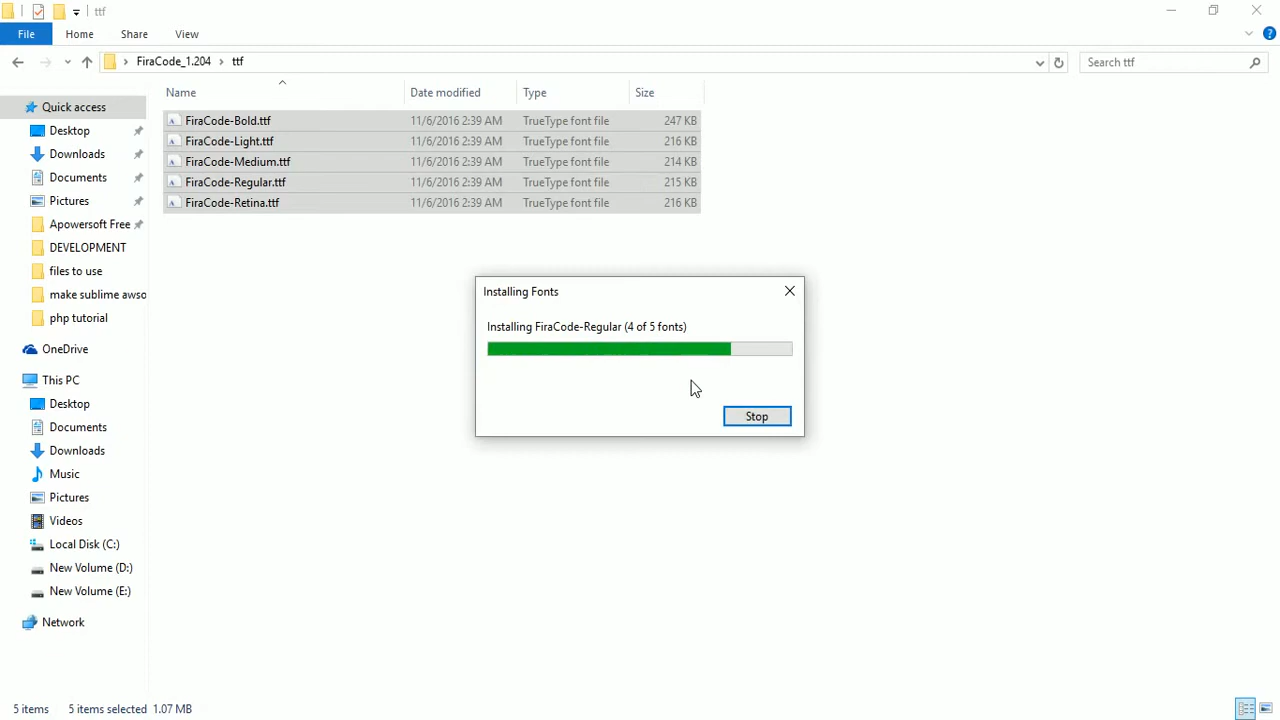 ttf
File Home Share View
FiraCode_1.204 ttf
Search ttf
Name Date modified Type Size
Quick access
Desktop
Downloads
Documents
Pictures
Apowersoft Free
DEVELOPMENT
files to use
make sublime awso
php tutorial
OneDrive
This PC
Desktop
Documents
Downloads
Music
Pictures
Videos
Local Disk (C:)
New Volume (D:)
New Volume (E:)
Network
FiraCode-Bold.ttf 11/6/2016 2:39 AM TrueType font file 247 KB
FiraCode-Light.ttf 11/6/2016 2:39 AM TrueType font file 216 KB
FiraCode-Medium.ttf 11/6/2016 2:39 AM TrueType font file 214 KB
FiraCode-Regular.ttf 11/6/2016 2:39 AM TrueType font file 215 KB
FiraCode-Retina.ttf 11/6/2016 2:39 AM TrueType font file 216 KB
Installing Fonts
Installing FiraCode-Regular (4 of 5 fonts)
Stop
5 items 5 items selected 1.07 MB